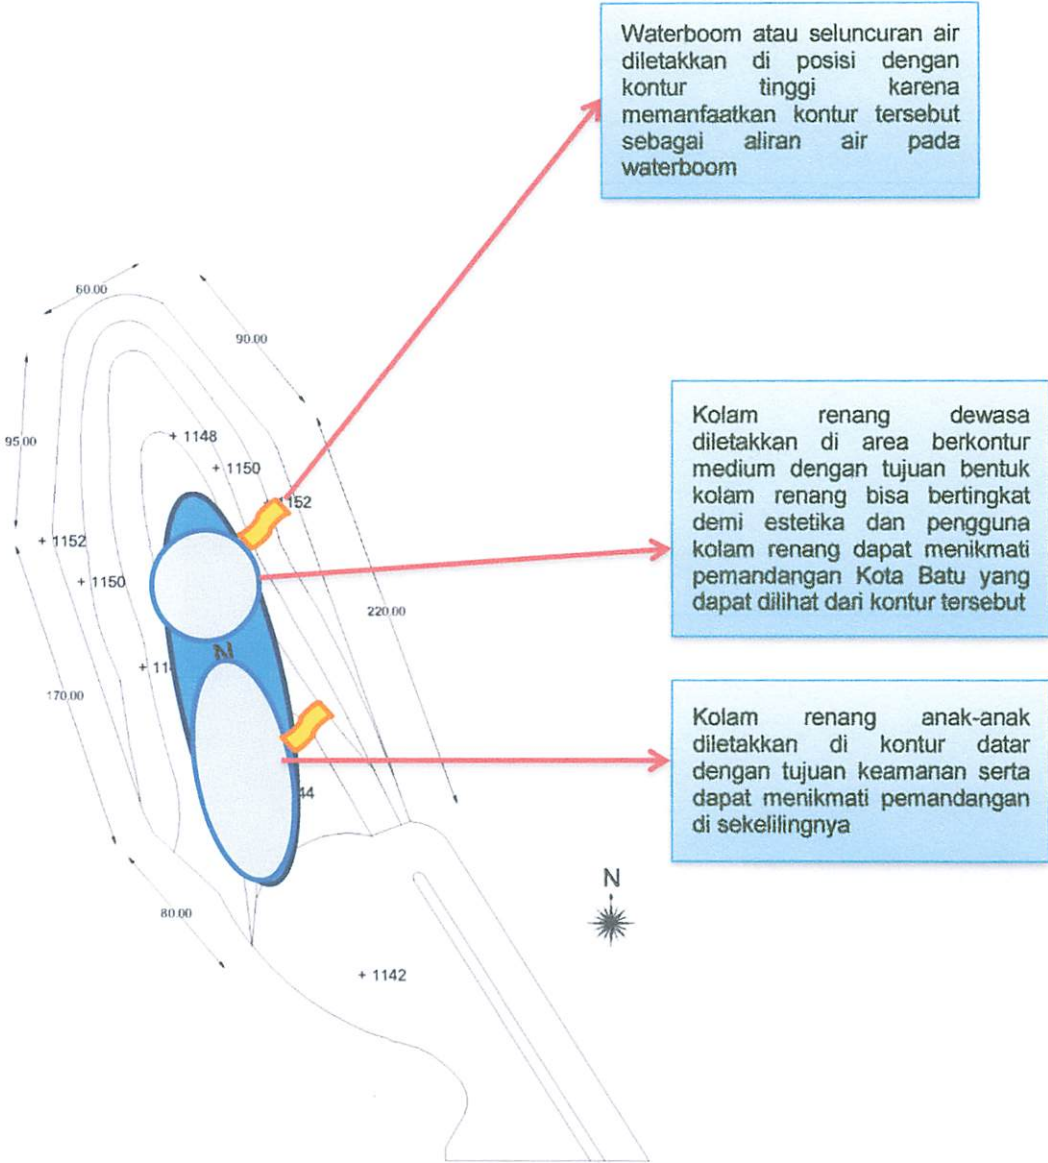 Waterboom atau seluncuran air
diletakkan di posisi dengan
kontur tinggi karena
memanfaatkan kontur tersebut
sebagai aliran air pada
waterboom
60.00
90.00
95.00
+ 1148
+ 1150
+ 1152
+ 1152
+ 1150
220.00
Kolam renang dewasa
diletakkan di area berkontur
medium dengan tujuan bentuk
kolam renang bisa bertingkat
demi estetika dan pengguna
kolam renang dapat menikmati
pemandangan Kota Batu yang
dapat dilihat dari kontur tersebut
N
170.00
Kolam renang anak-anak
diletakkan di kontur datar
dengan tujuan keamanan serta
dapat menikmati pemandangan
di sekelilingnya
44
80.00
N
+ 1142